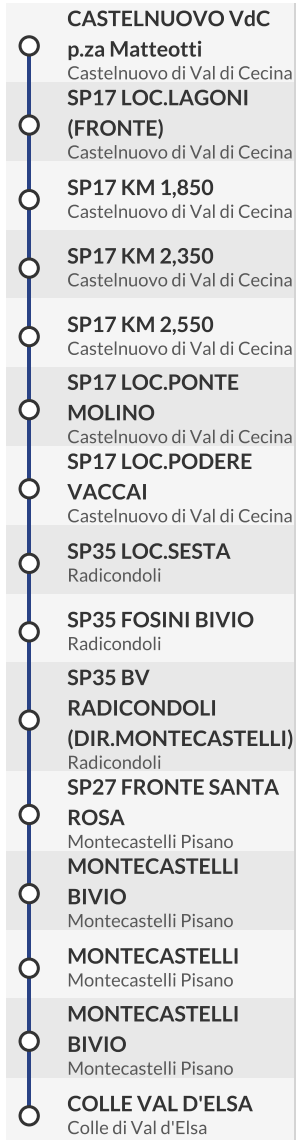 CASTELNUOVO VdC
p.za Matteotti
Castelnuovo di Val di Cecina
SP17 LOC.LAGONI
(FRONTE)
Castelnuovo di Val di Cecina
SP17 KM 1,850
Castelnuovo di Val di Cecina
SP17 KM 2,350
Castelnuovo di Val di Cecina
SP17 KM 2,550
Castelnuovo di Val di Cecina
SP17 LOC.PONTE
MOLINO
Castelnuovo di Val di Cecina
SP17 LOC.PODERE
VACCAI
Castelnuovo di Val di Cecina
SP35 LOC.SESTA
Radicondoli
SP35 FOSINI BIVIO
Radicondoli
SP35 BV
RADICONDOLI
(DIR.MONTECASTELLI)
Radicondoli
SP27 FRONTE SANTA
ROSA
Montecastelli Pisano
MONTECASTELLI
BIVIO
Montecastelli Pisano
MONTECASTELLI
Montecastelli Pisano
MONTECASTELLI
BIVIO
Montecastelli Pisano
COLLE VAL D'ELSA
Colle di Val d'Elsa